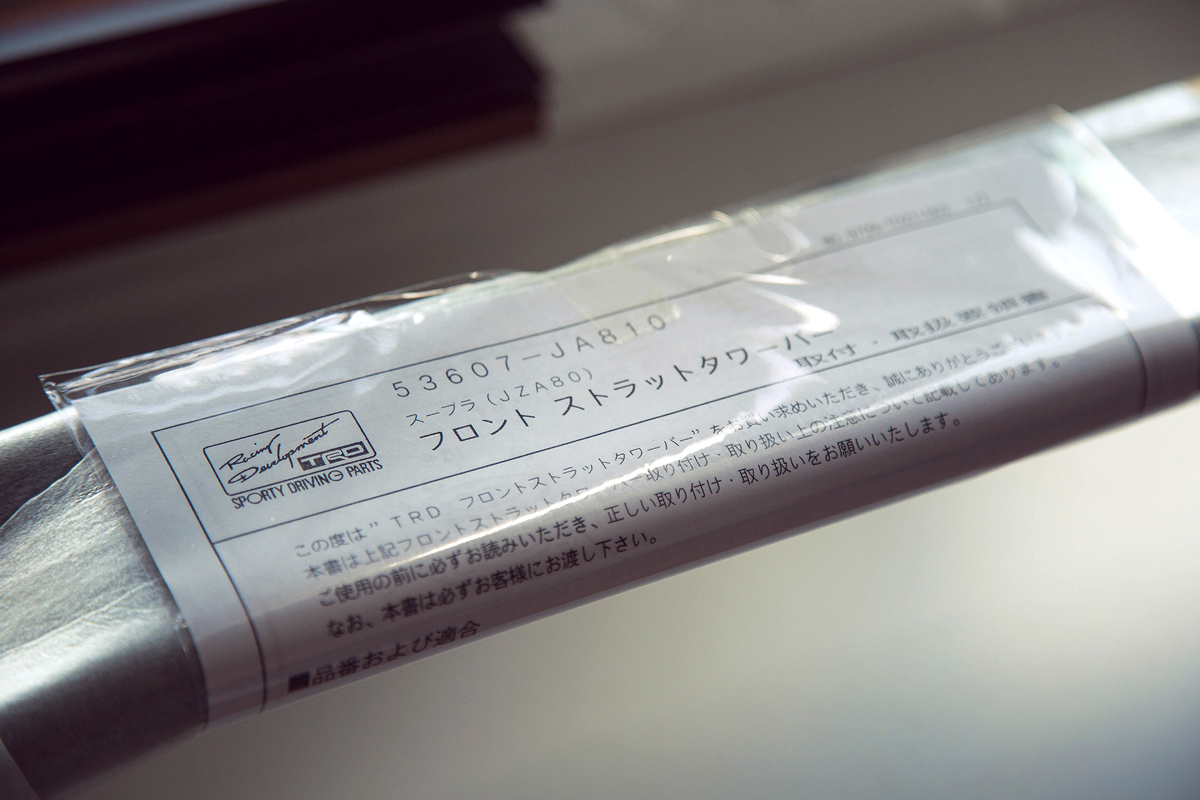 53607-JA810
スープラ(JZA80)
フロント ストラットタワーバー
取付・取扱要領書
Racing Development TRD
SPORTY DRIVING PARTS
この度は"TRD フロントストラットタワーバー"をお買い求めいただき、誠にありがとうご
本書は上記フロントストラットタワーバー取り付け・取り扱い上の注意について記載してあります。
ご使用の前に必ずお読みいただき、正しい取り付け・取り扱いをお願いいたします。
なお、本書は必ずお客様にお渡し下さい。
■品番および適合